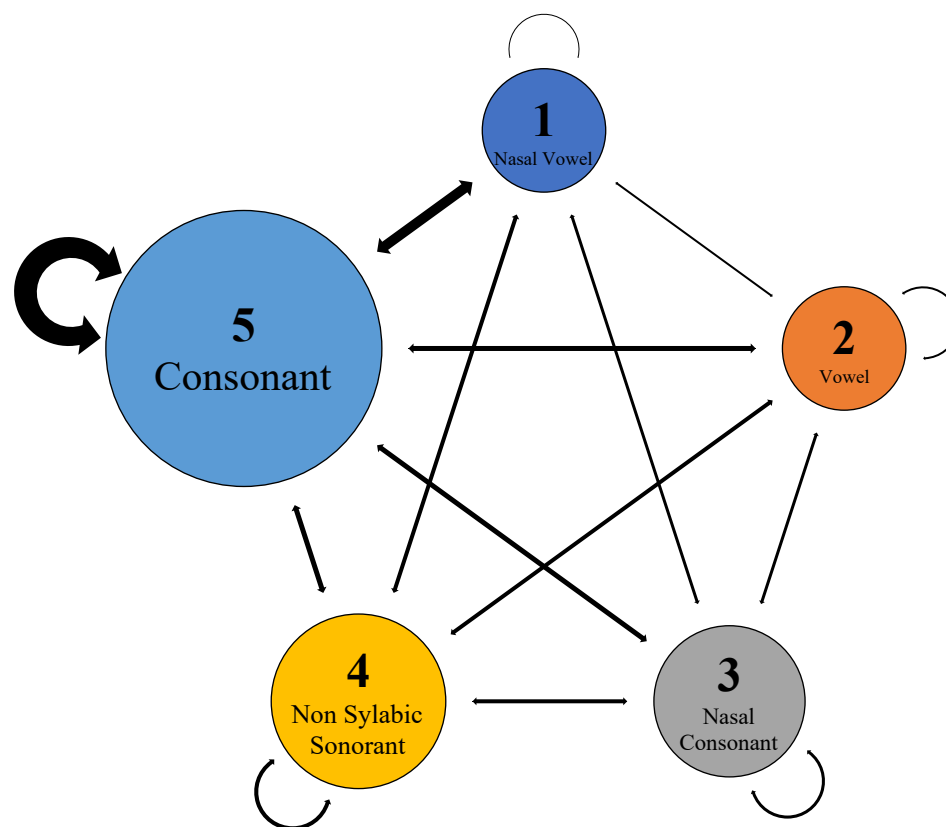 1
Nasal Vowel
5
Consonant
2
Vowel
4
Non Sylabic
Sonorant
3
Nasal
Consonant